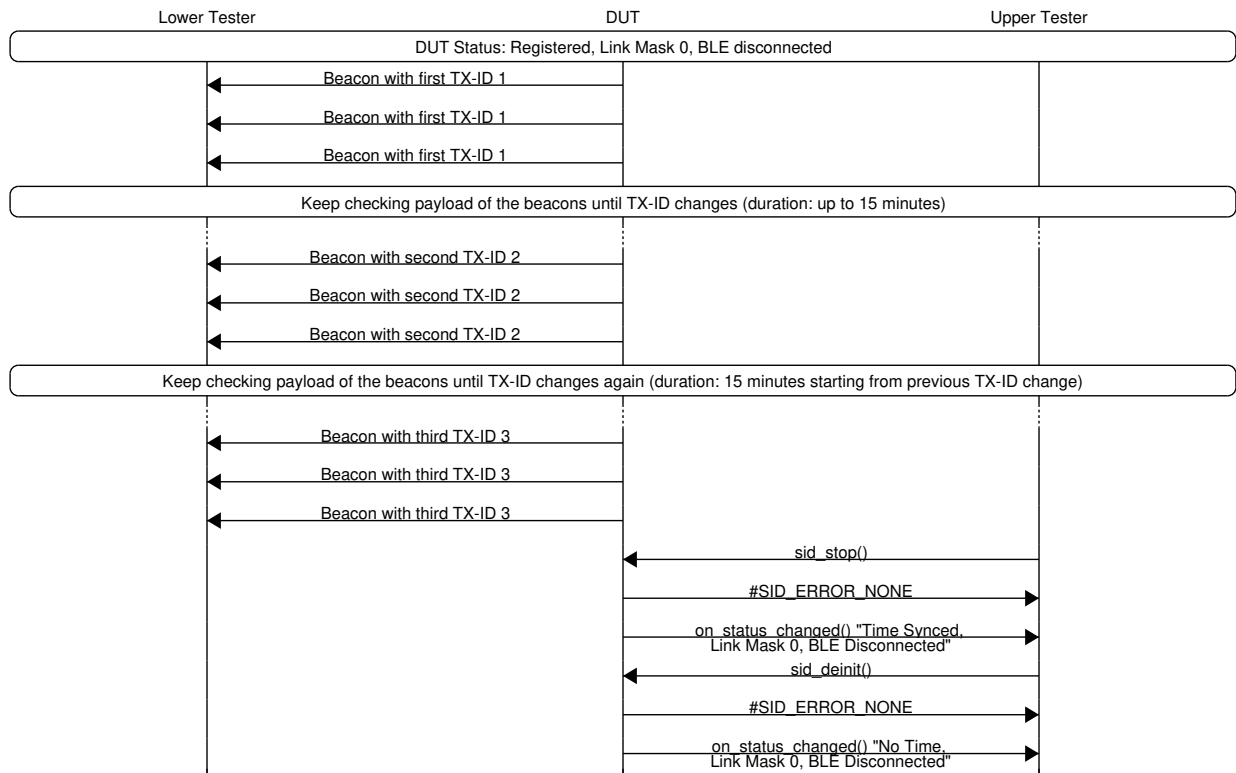 Lower Tester DUT Upper Tester
DUT Status: Registered, Link Mask 0, BLE disconnected
Beacon with first TX-ID 1
Beacon with first TX-ID 1
Beacon with first TX-ID 1
Keep checking payload of the beacons until TX-ID changes (duration: up to 15 minutes)
Beacon with second TX-ID 2
Beacon with second TX-ID 2
Beacon with second TX-ID 2
Keep checking payload of the beacons until TX-ID changes again (duration: 15 minutes starting from previous TX-ID change)
Beacon with third TX-ID 3
Beacon with third TX-ID 3
Beacon with third TX-ID 3
sid_stop()
#SID_ERROR_NONE
on_status_changed() "Time Synced,
Link Mask 0, BLE Disconnected"
sid_deinit()
#SID_ERROR_NONE
on_status_changed() "No Time,
Link Mask 0, BLE Disconnected"